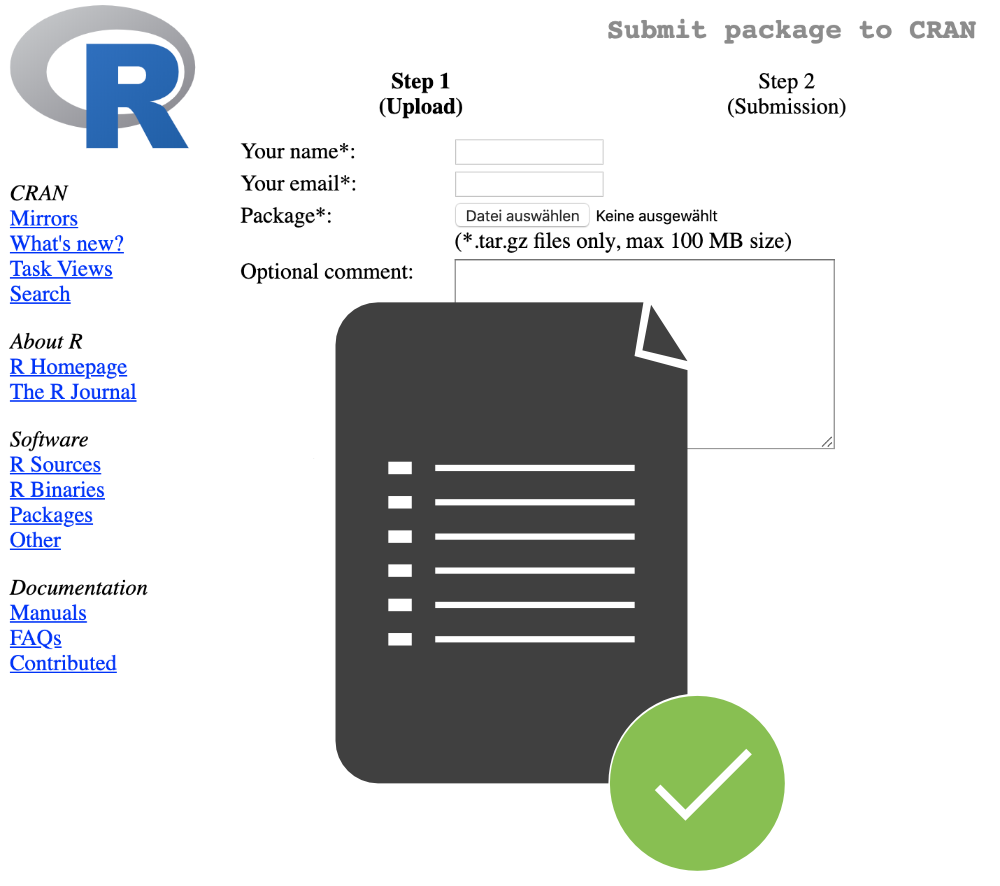 R
Submit package to CRAN
Step 1
(Upload)
Step 2
(Submission)
Your name*:
Your email*:
Package*:
Datei auswählen Keine ausgewählt
(*.tar.gz files only, max 100 MB size)
Optional comment:
CRAN
Mirrors
What's new?
Task Views
Search
About R
R Homepage
The R Journal
Software
R Sources
R Binaries
Packages
Other
Documentation
Manuals
FAQs
Contributed